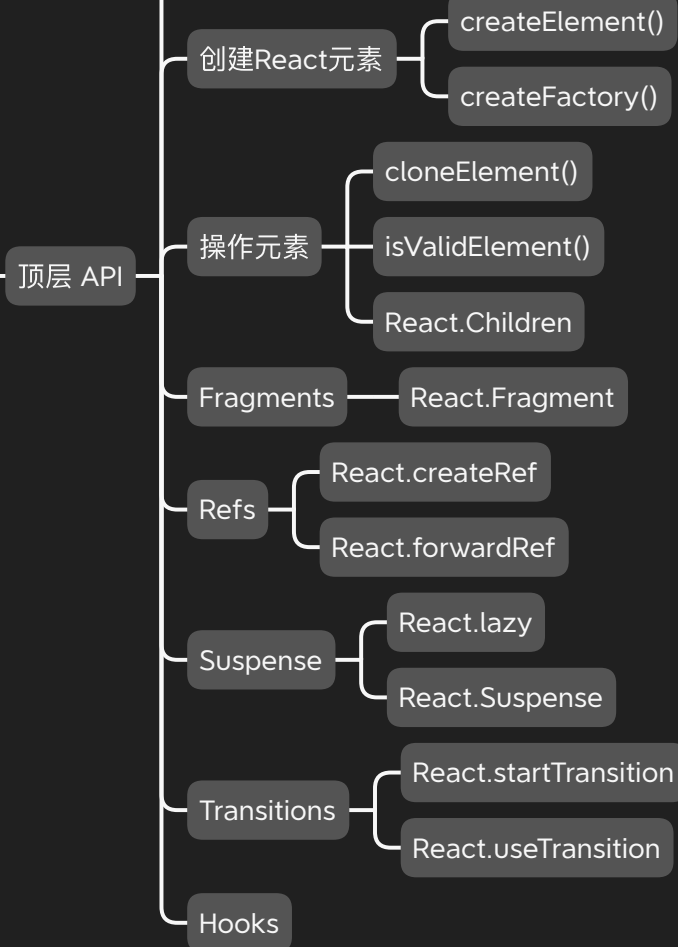 顶层 API
创建React元素
createElement()
createFactory()
操作元素
cloneElement()
isValidElement()
React.Children
Fragments
React.Fragment
Refs
React.createRef
React.forwardRef
Suspense
React.lazy
React.Suspense
Transitions
React.startTransition
React.useTransition
Hooks